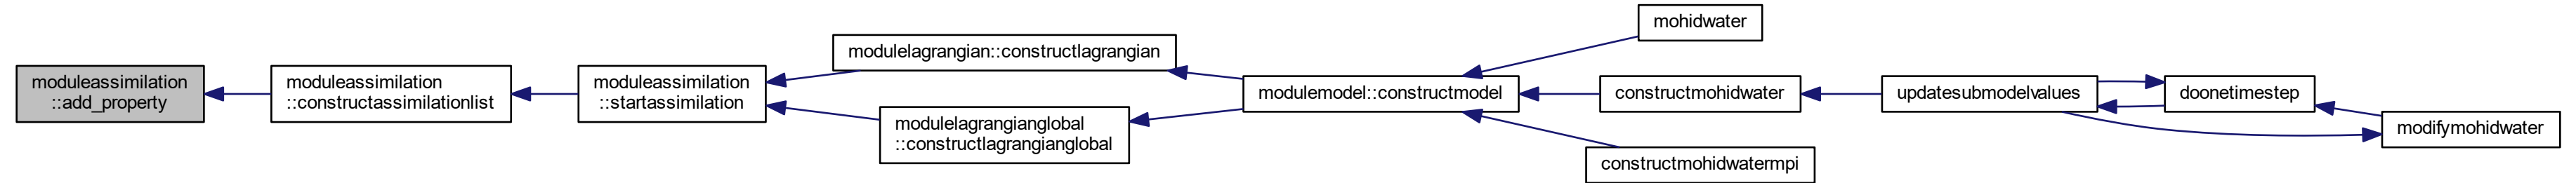 moduleassimilation
::add_property
moduleassimilation
::constructassimilationlist
moduleassimilation
::startassimilation
modulelagrangian::constructlagrangian
modulelagrangianglobal
::constructlagrangianglobal
modulemodel::constructmodel
mohidwater
constructmohidwater
constructmohidwatermpi
updatesubmodelvalues
doonetimestep
modifymohidwater